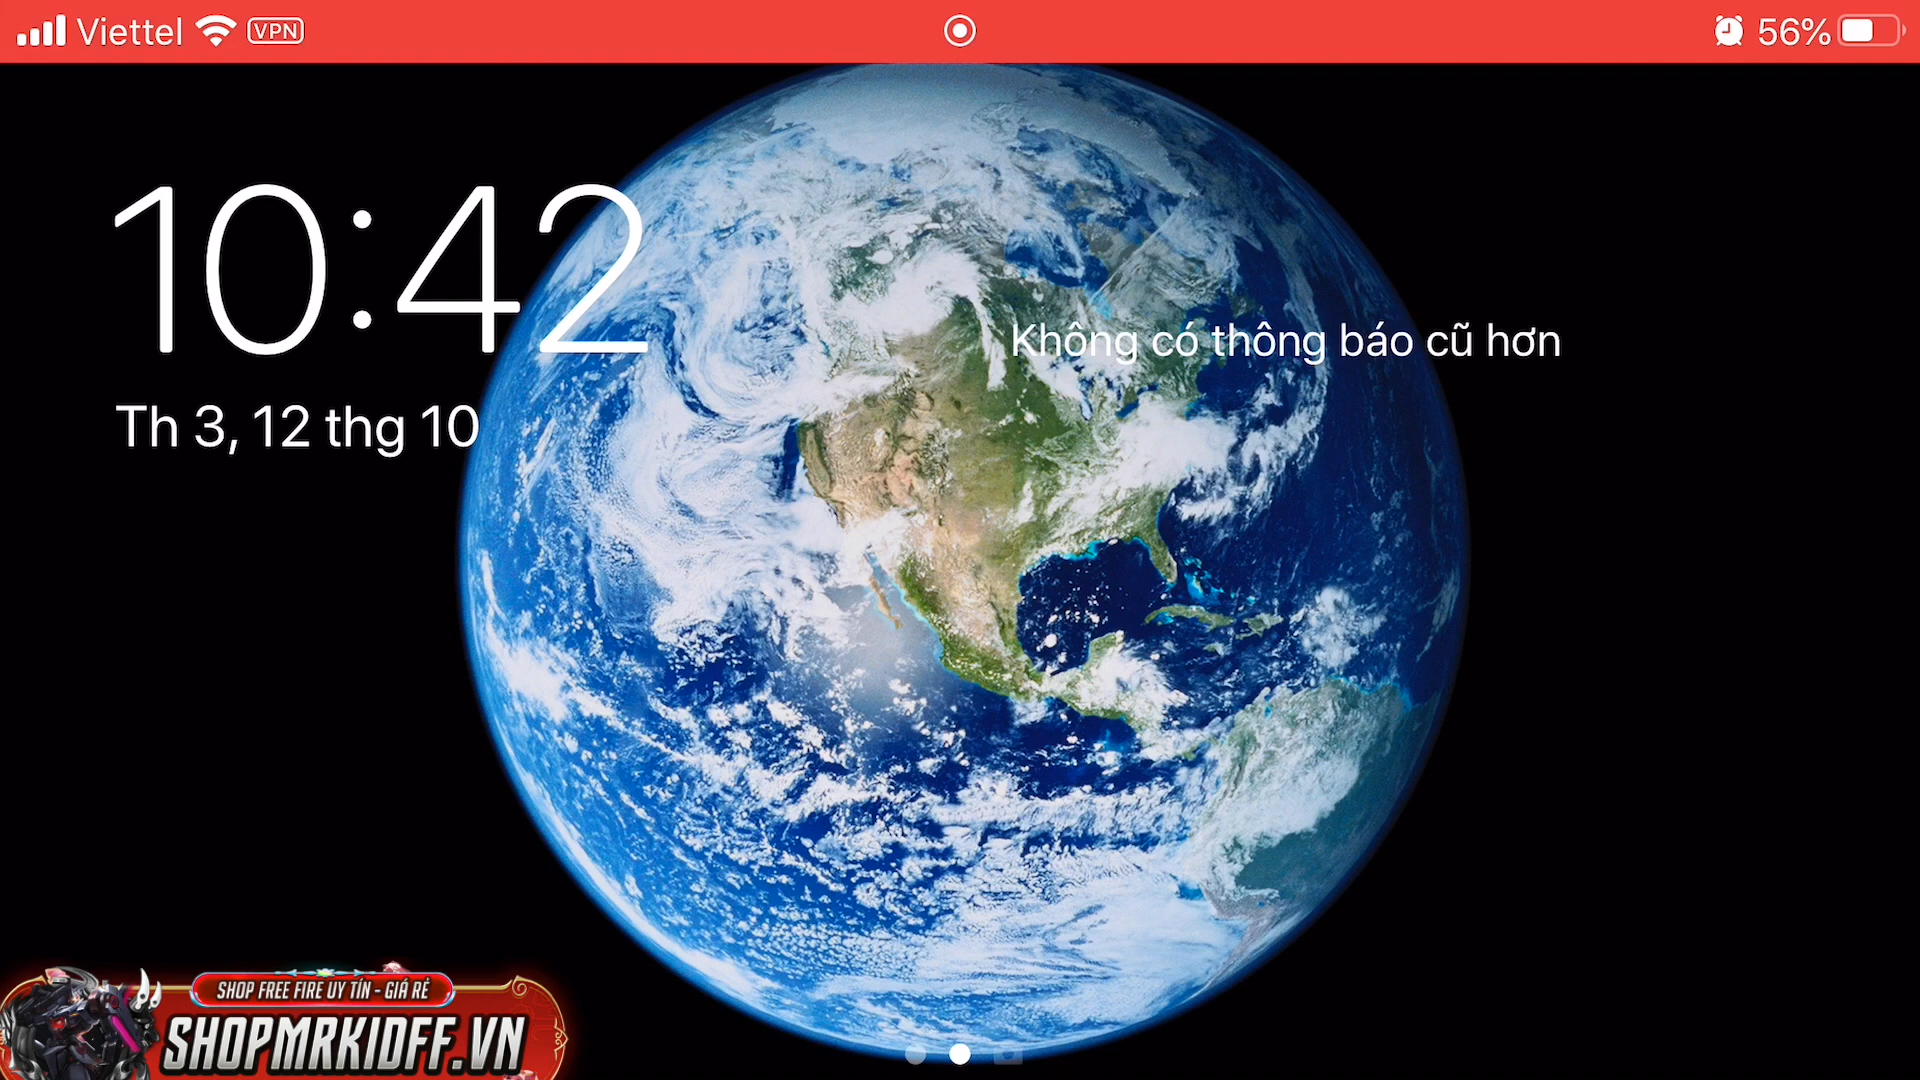 Viettel VPN 56%
10:42
Th 3, 12 thg 10
Không có thông báo cũ hơn
SHOP FREE FIRE UY TÍN - GIÁ RẺ
SHOPMRKIDFF.VN